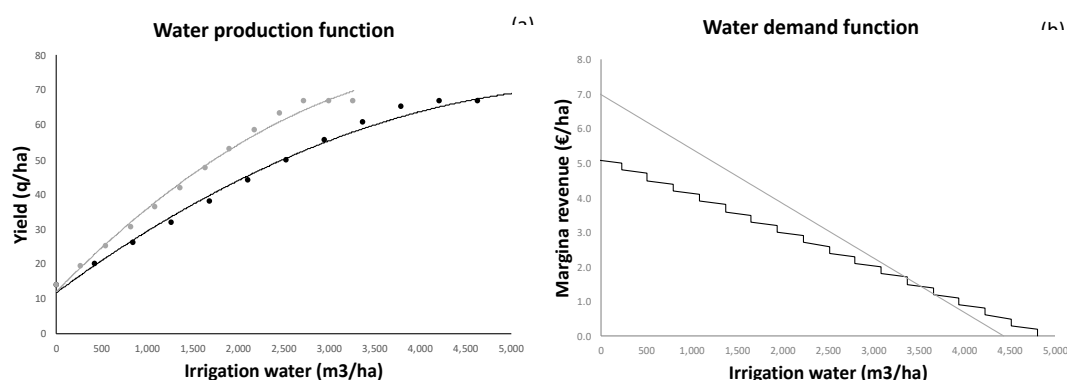 Water production function
(a)
80
70
60
50
40
30
20
10
0
Yield (q/ha)
0 500 1,000 1,500 2,000 2,500 3,000 3,500 4,000 4,500 5,000
Irrigation water (m3/ha)
Water demand function
(b)
8.0
7.0
6.0
5.0
4.0
3.0
2.0
1.0
0.0
Margina revenue (€/ha)
0 500 1,000 1,500 2,000 2,500 3,000 3,500 4,000 4,500 5,000
Irrigation water (m3/ha)